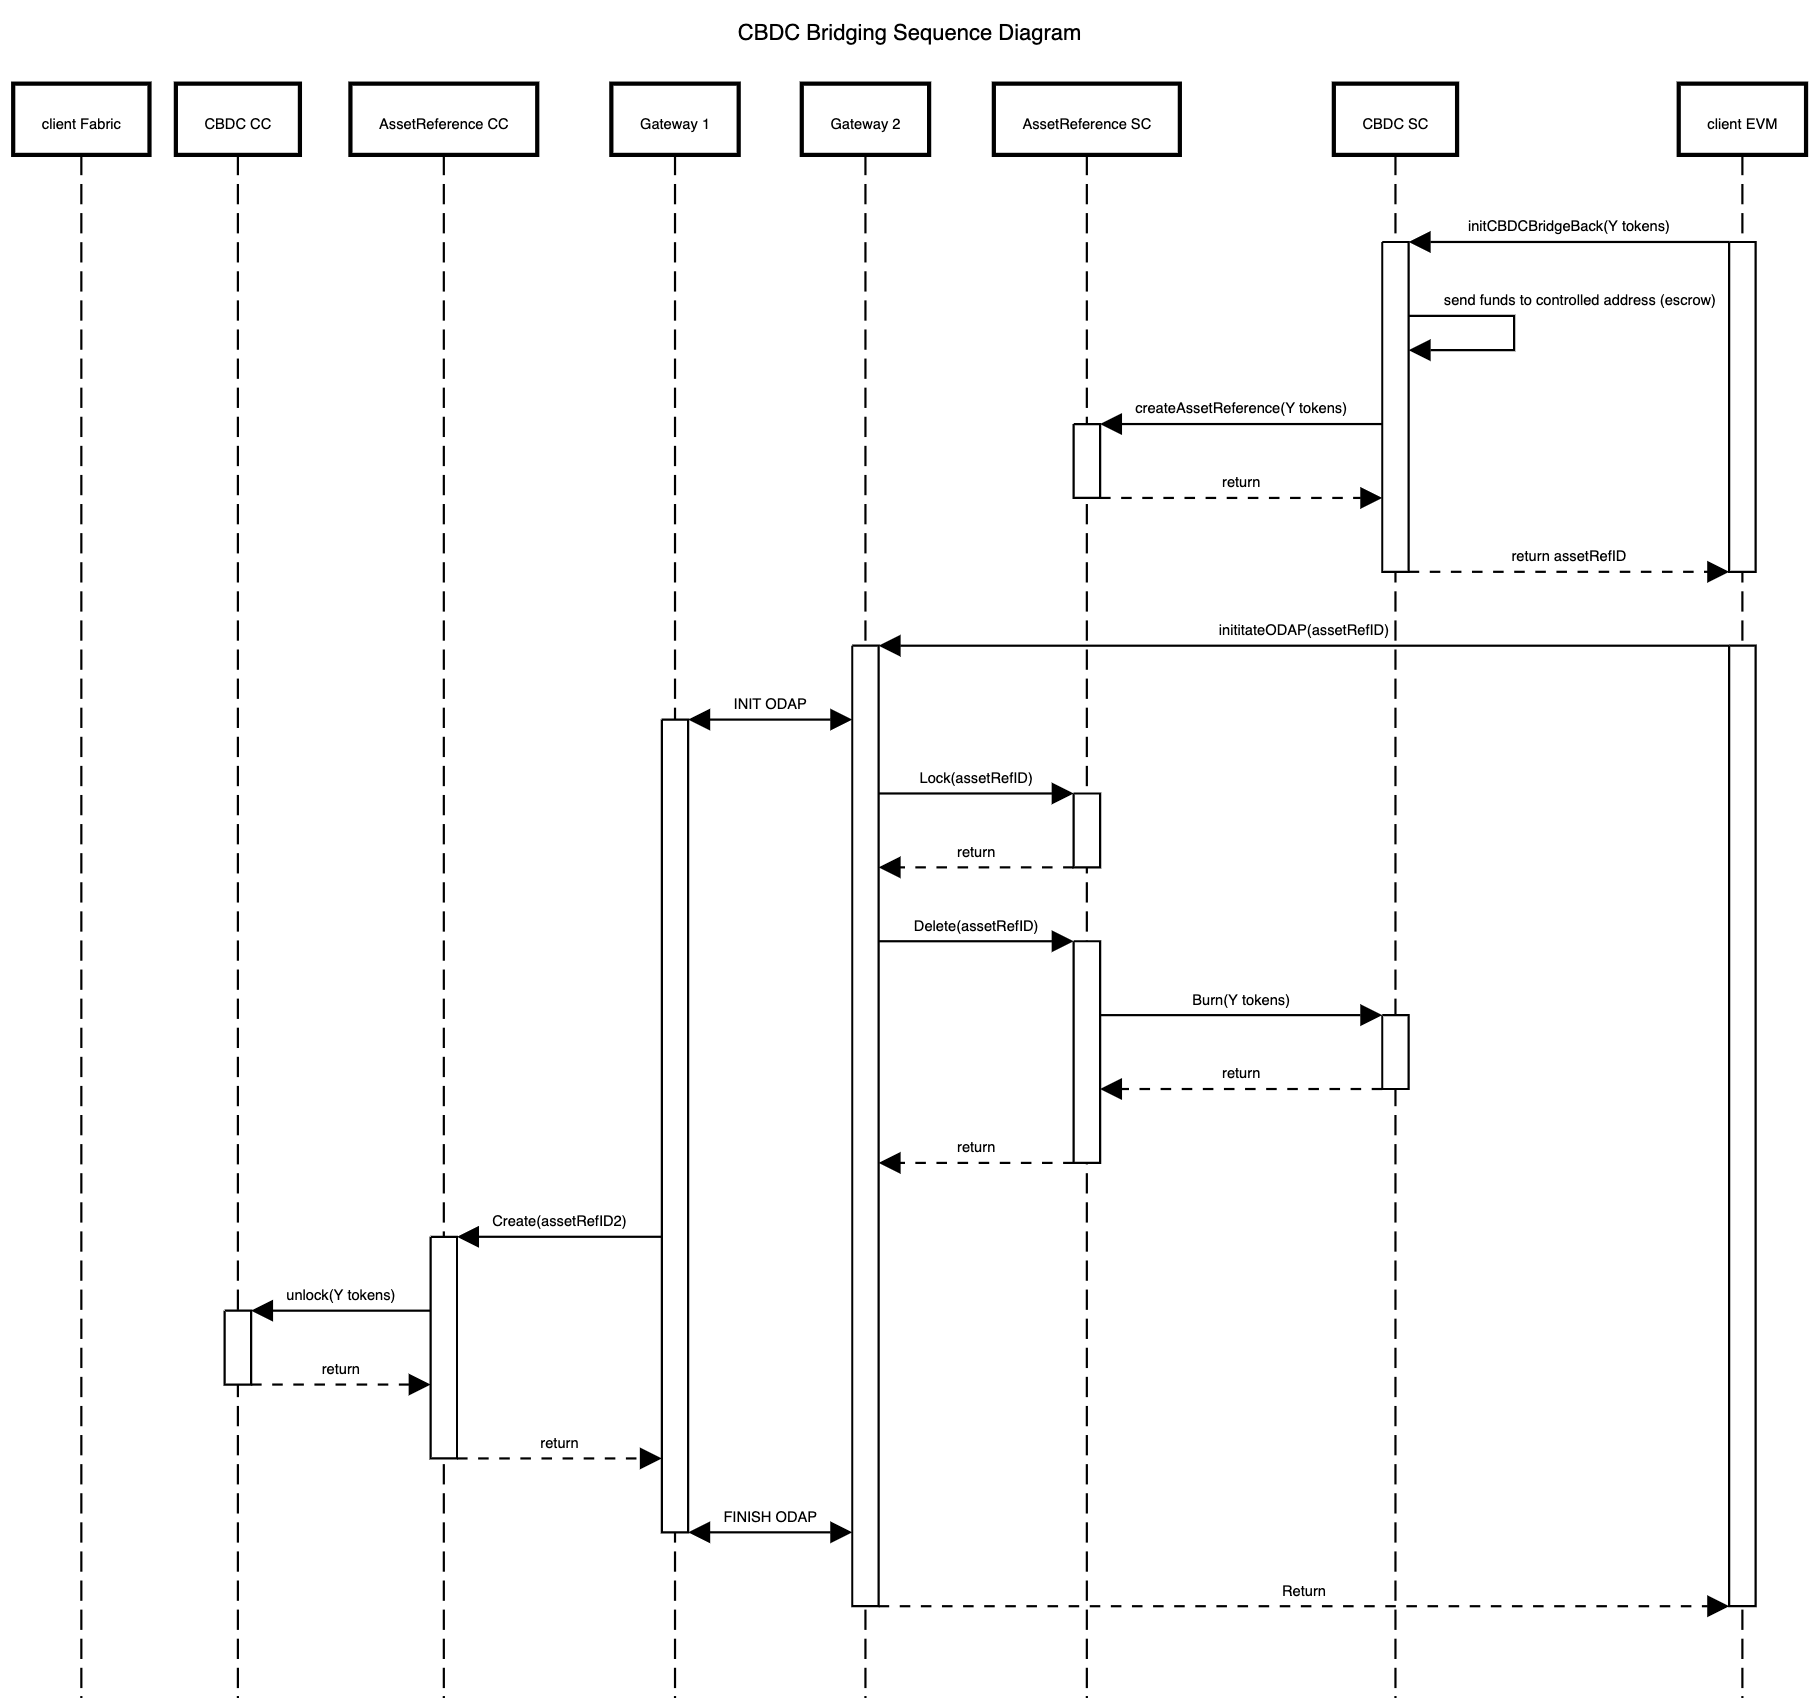 CBDC Bridging Sequence Diagram
client Fabric
CBDC CC
AssetReference CC
Gateway 1
Gateway 2
AssetReference SC
CBDC SC
client EVM
initCBDCBridgeBack(Y tokens)
send funds to controlled address (escrow)
createAssetReference(Y tokens)
return
return assetRefID
inititateODAP(assetRefID)
INIT ODAP
Lock(assetRefID)
return
Delete(assetRefID)
Burn(Y tokens)
return
return
Create(assetRefID2)
unlock(Y tokens)
return
return
FINISH ODAP
Return